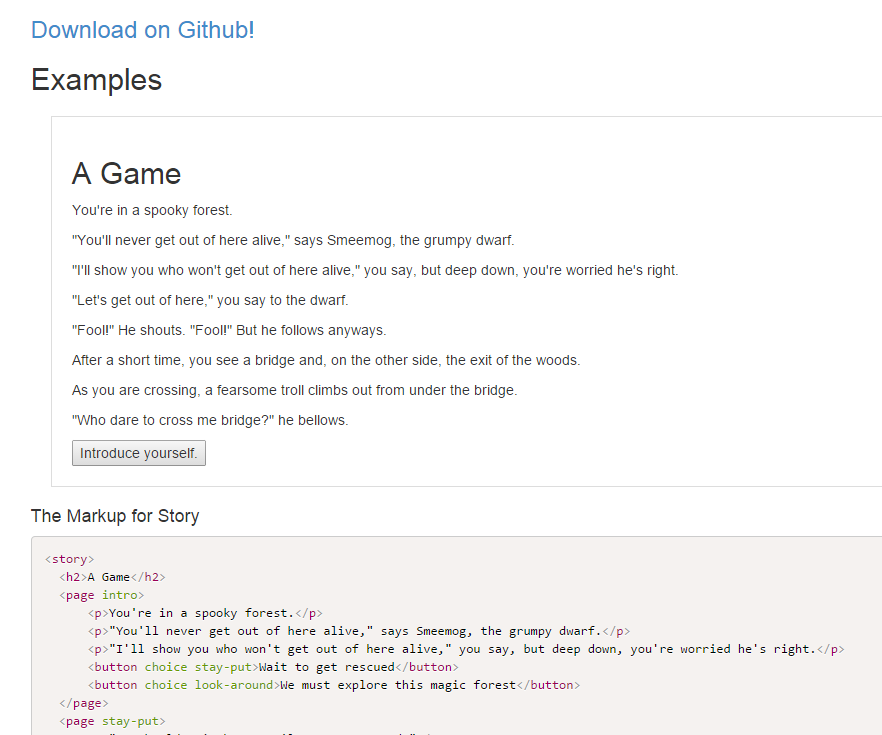 Download on Github!
Examples
A Game
You're in a spooky forest.
"You'll never get out of here alive," says Smeemog, the grumpy dwarf.
"I'll show you who won't get out of here alive," you say, but deep down, you're worried he's right.
"Let's get out of here," you say to the dwarf.
"Fool!" He shouts. "Fool!" But he follows anyways.
After a short time, you see a bridge and, on the other side, the exit of the woods.
As you are crossing, a fearsome troll climbs out from under the bridge.
"Who dare to cross me bridge?" he bellows.
Introduce yourself.
The Markup for Story
<story>
<h2>A Game</h2>
<page intro>
<p>You're in a spooky forest.</p>
<p>"You'll never get out of here alive," says Smeemog, the grumpy dwarf.</p>
<p>"I'll show you who won't get out of here alive," you say, but deep down, you're worried he's right.</p>
<button choice stay-put>Wait to get rescued</button>
<button choice look-around>We must explore this magic forest</button>
</page>
<page stay-put>